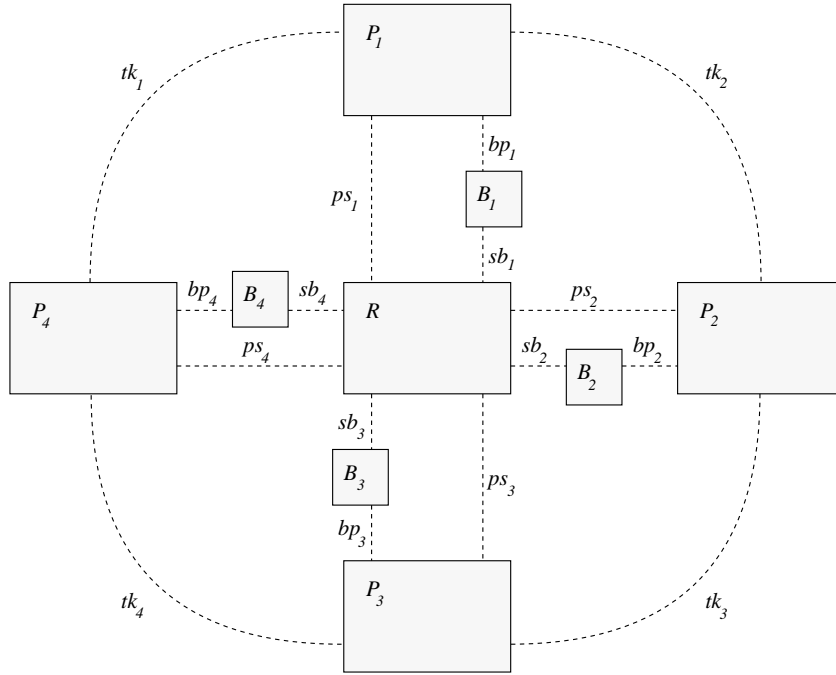 P₁
tk₁
tk₂
bp₁
ps₁
B₁
sb₁
P₄
bp₄
B₄
sb₄
R
ps₂
P₂
ps₄
sb₂
B₂
bp₂
sb₃
B₃
ps₃
bp₃
P₃
tk₄
tk₃